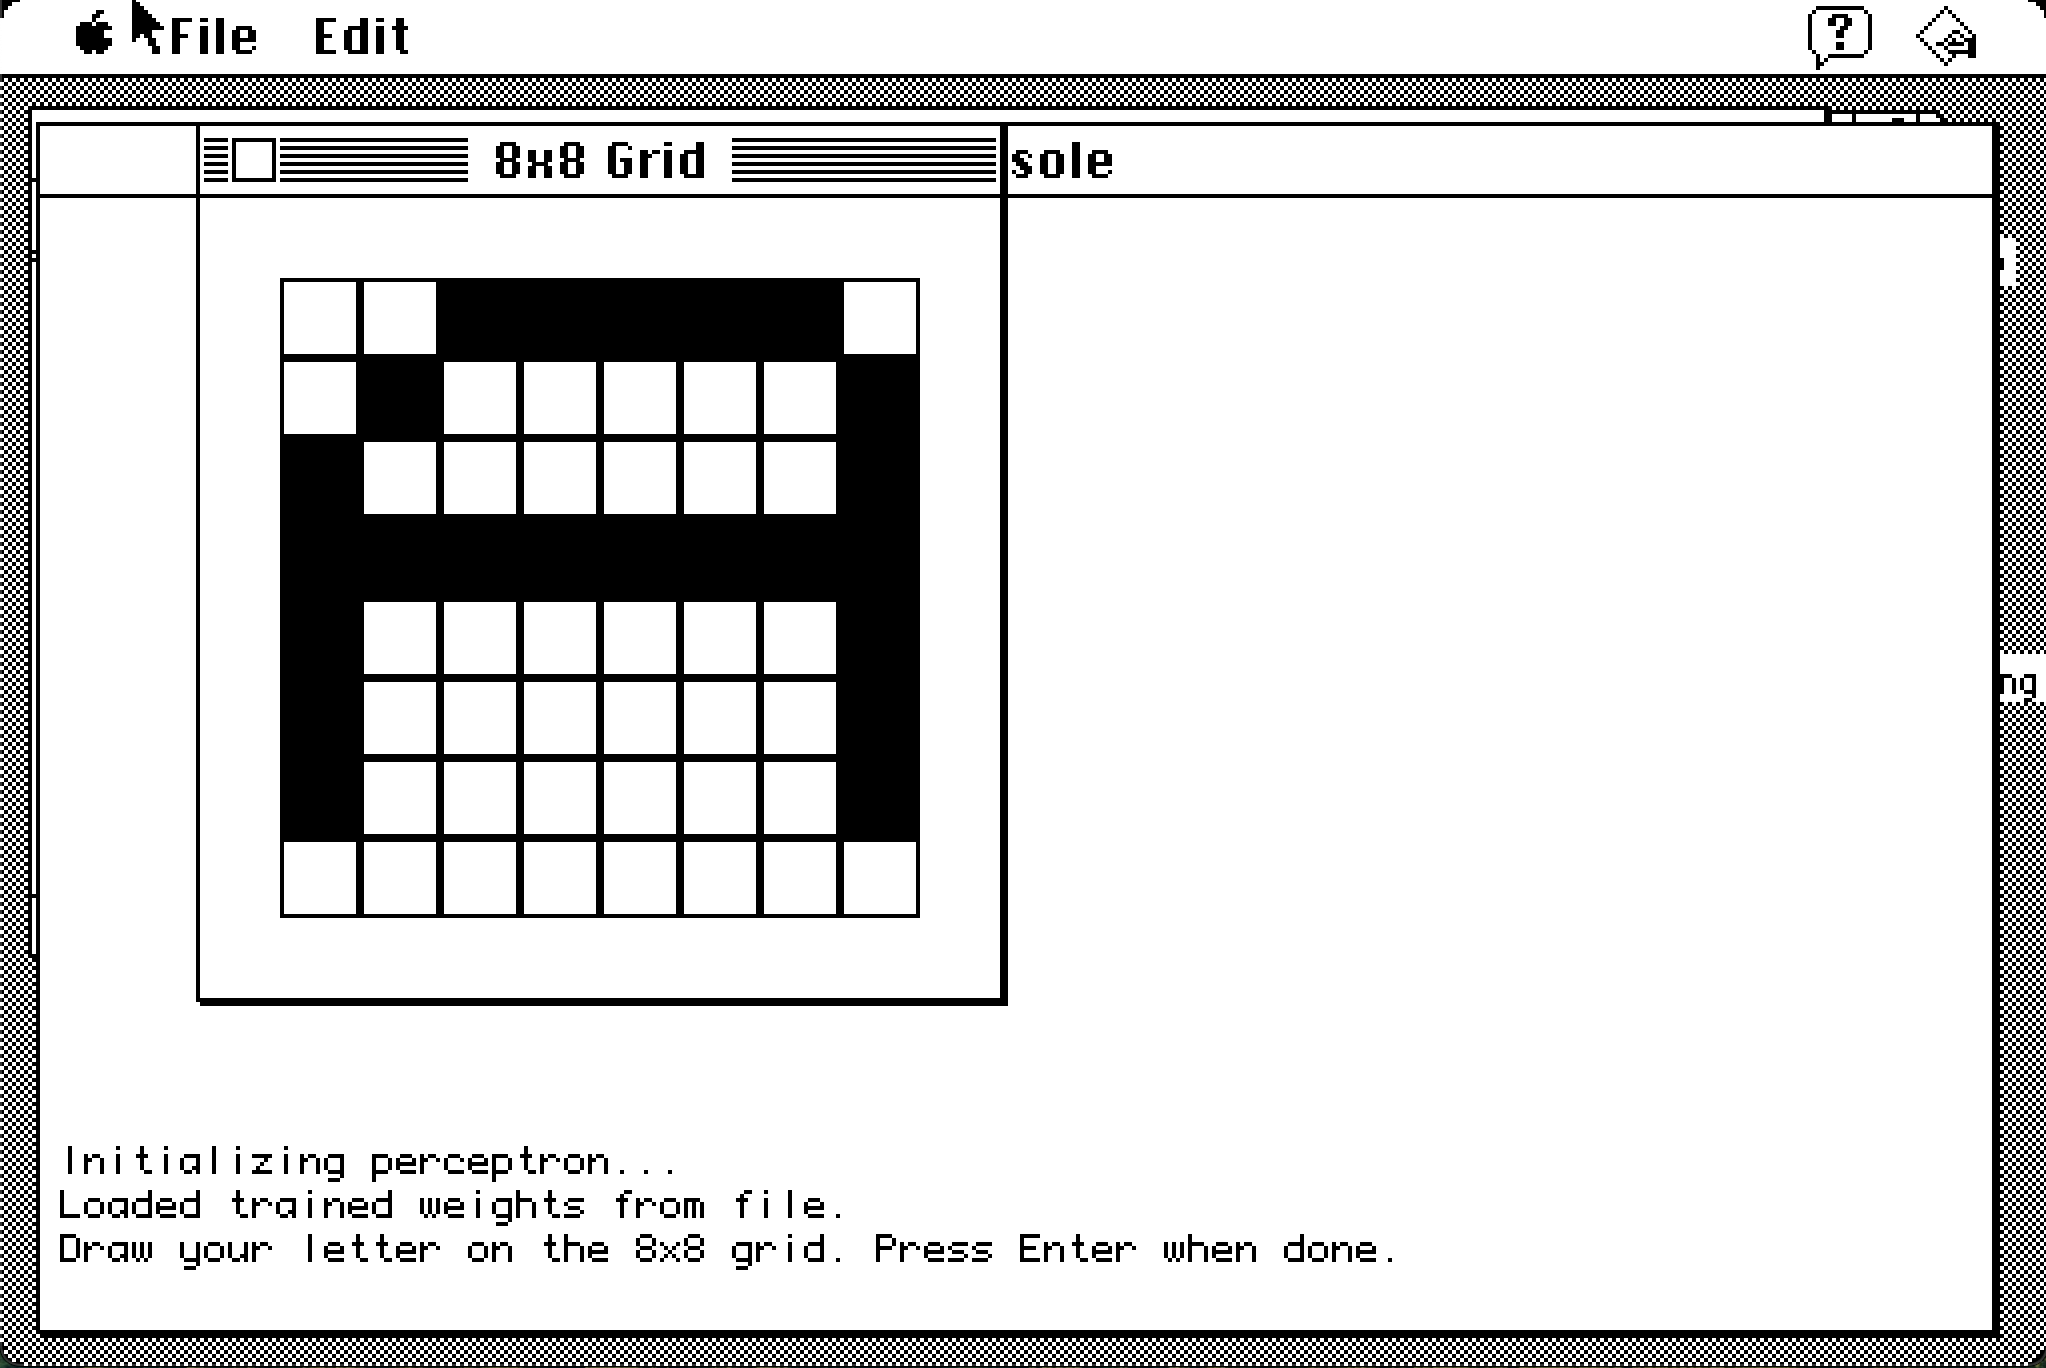 File Edit
8x8 Grid
sole
ng
Initializing perceptron...
Loaded trained weights from file.
Draw your letter on the 8x8 grid. Press Enter when done.